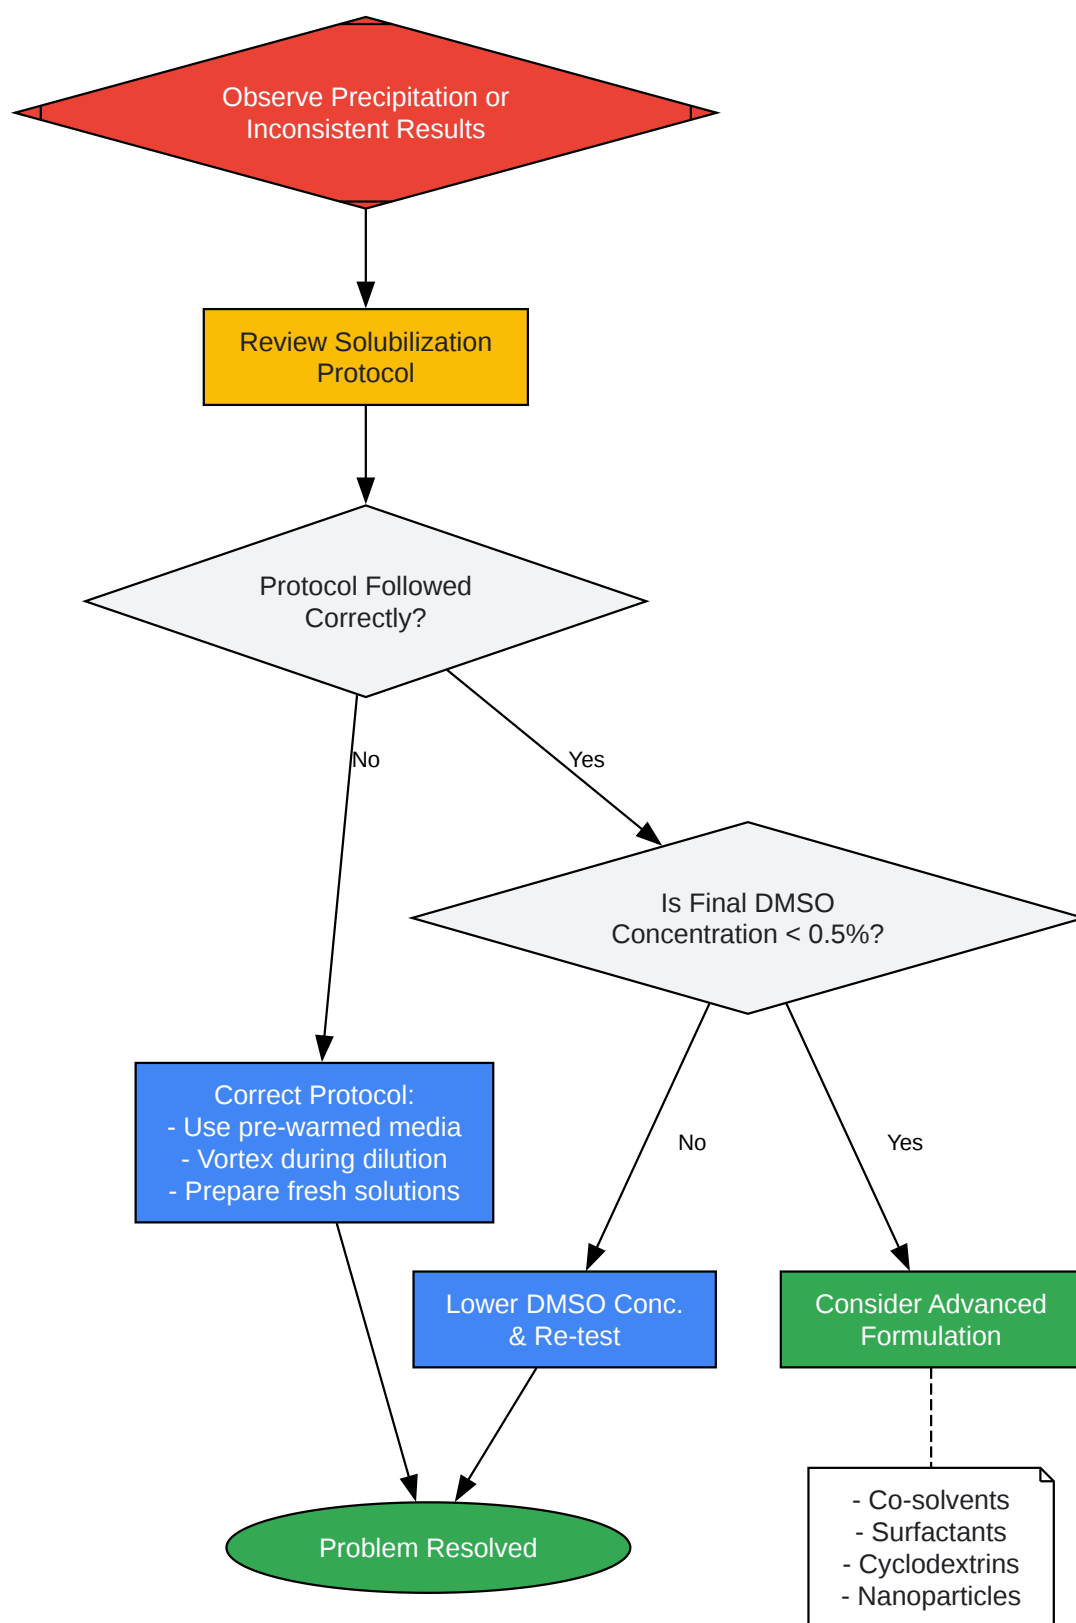 Observe Precipitation or
Inconsistent Results
Review Solubilization
Protocol
Protocol Followed
Correctly?
No
Yes
Is Final DMSO
Concentration < 0.5%?
Correct Protocol:
- Use pre-warmed media
- Vortex during dilution
- Prepare fresh solutions
No
Yes
Lower DMSO Conc.
& Re-test
Consider Advanced
Formulation
- Co-solvents
- Surfactants
- Cyclodextrins
- Nanoparticles
Problem Resolved